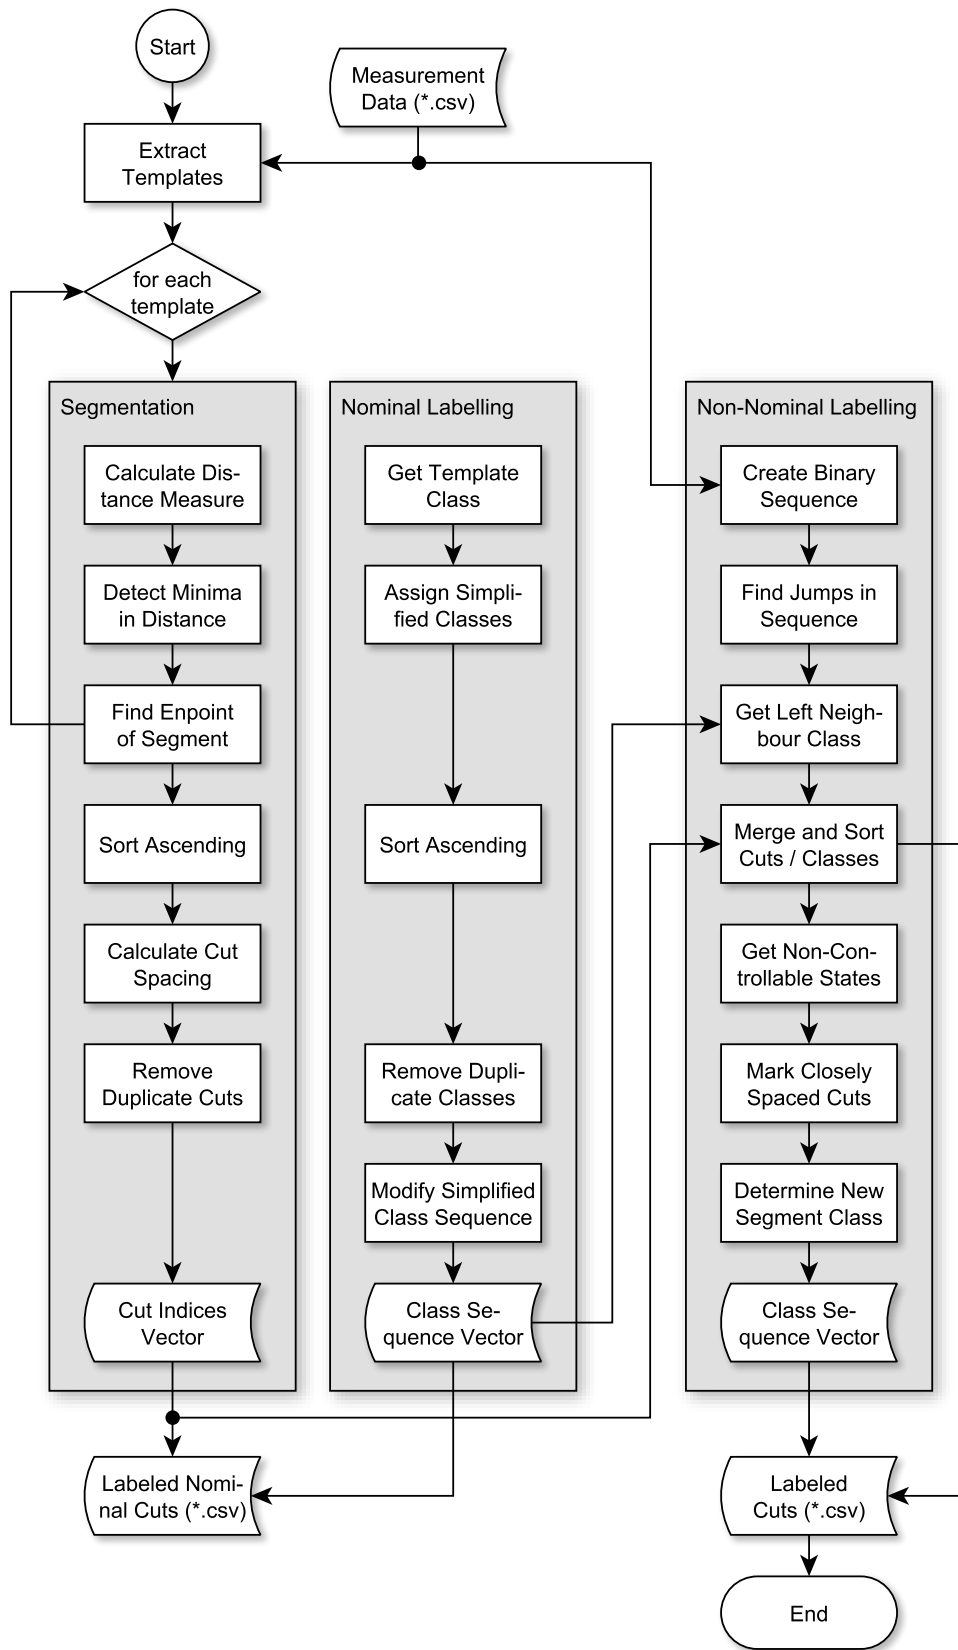 Start
Measurement
Data (*.csv)
Extract
Templates
for each
template
Segmentation
Calculate Dis-
tance Measure
Detect Minima
in Distance
Find Enpoint
of Segment
Sort Ascending
Calculate Cut
Spacing
Remove
Duplicate Cuts
Cut Indices
Vector
Labeled Nomi-
nal Cuts (*.csv)
Nominal Labelling
Get Template
Class
Assign Simpli-
fied Classes
Sort Ascending
Remove Dupli-
cate Classes
Modify Simplified
Class Sequence
Class Se-
quence Vector
Non-Nominal Labelling
Create Binary
Sequence
Find Jumps in
Sequence
Get Left Neigh-
bour Class
Merge and Sort
Cuts / Classes
Get Non-Con-
trollable States
Mark Closely
Spaced Cuts
Determine New
Segment Class
Class Se-
quence Vector
Labeled
Cuts (*.csv)
End